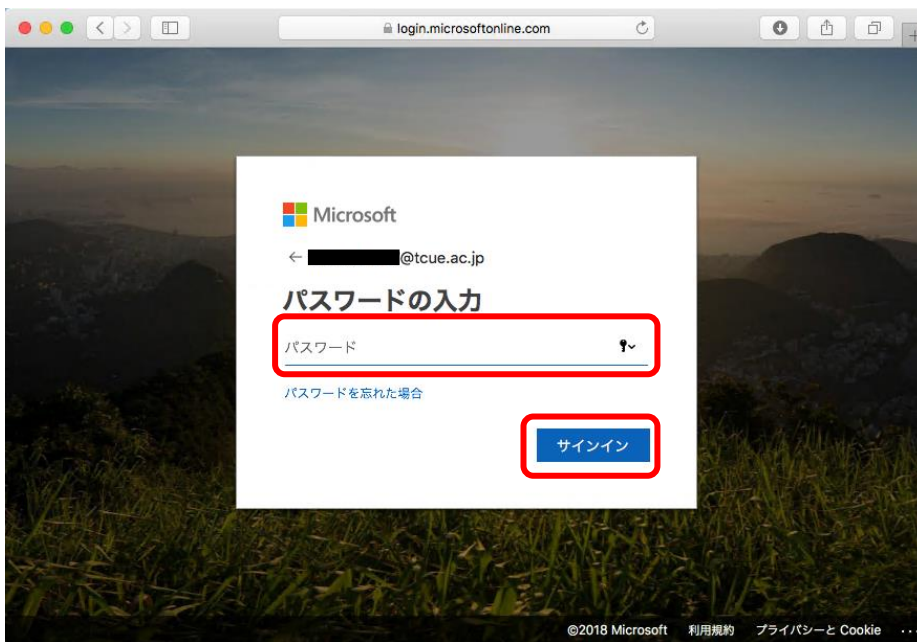 login.microsoftonline.com
Microsoft
@tcue.ac.jp
パスワードの入力
パスワード
パスワードを忘れた場合
サインイン
©2018 Microsoft 利用規約 プライバシーと Cookie